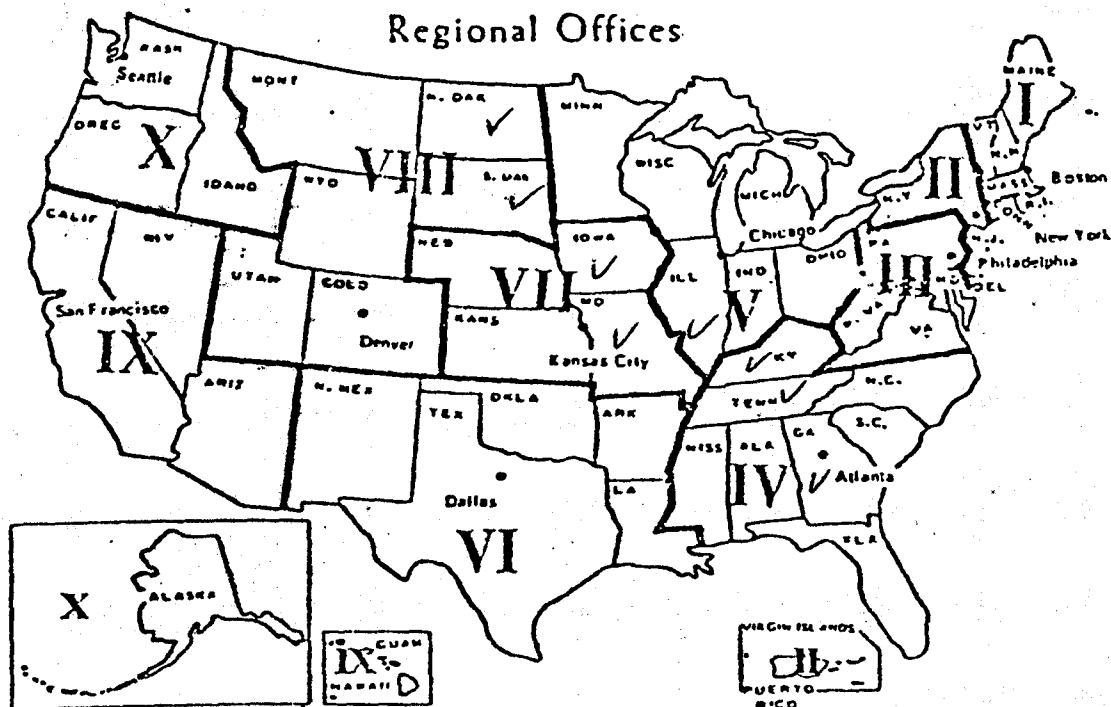 Regional Offices
WASH
Seattle
MONT
N. DAK
MINN
MAINE
I
OREG
X
VIII
WISC
MICH
VT
N.H.
II
N.Y
MASS
Boston
IDAHO
WYO
S. DAK
R.I.
CONN
New York
CALIF
NEV
NEB
IOWA
Chicago
OHIO
PA
N.J.
III
Philadelphia
DEL
UTAH
COLO
VII
ILL
IND
V
MO
San Francisco
IX
Denver
KANS
Kansas City
KY
W. VA
VA
ARIZ
N. MEX
OKLA
TEX
ARK
TENN
N.C.
S.C.
MISS
ALA
GA
IV
Atlanta
LA
Dallas
VI
FLA
X
ALASKA
IX
GUAM
HAWAII
VIRGIN ISLANDS
II
PUERTO
RICO